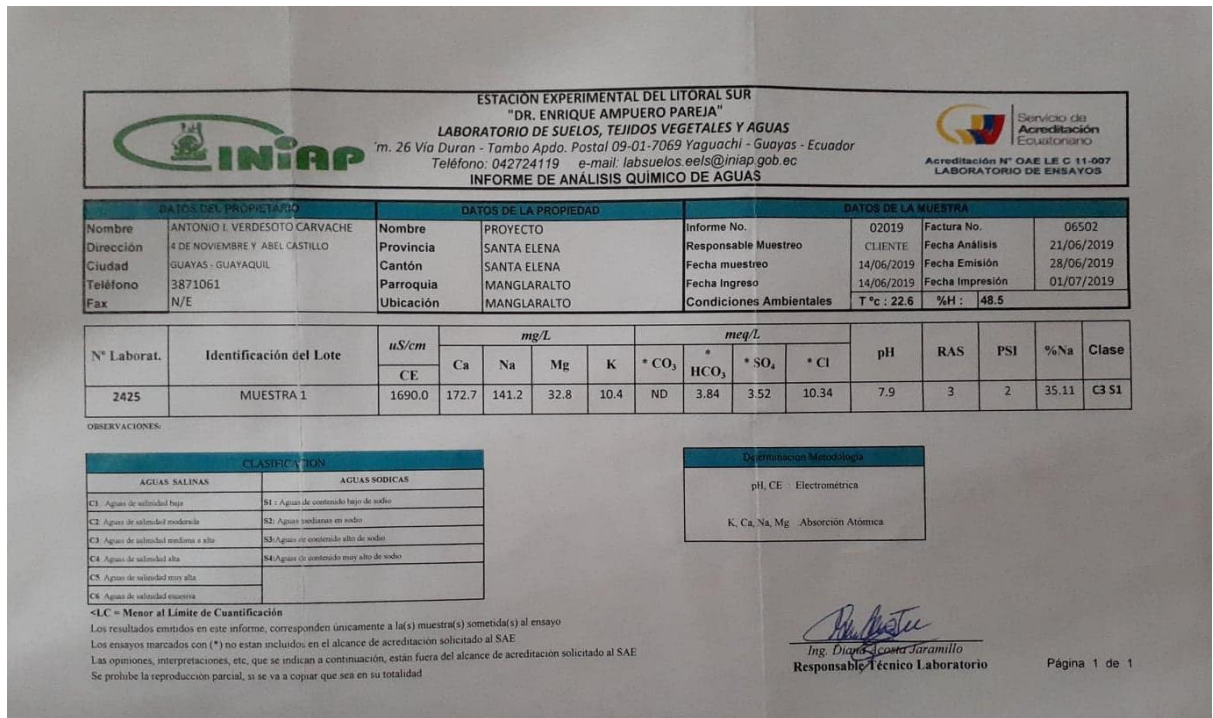 INIAP
ESTACIÓN EXPERIMENTAL DEL LITORAL SUR
"DR. ENRIQUE AMPUERO PAREJA"
LABORATORIO DE SUELOS, TEJIDOS VEGETALES Y AGUAS
'm. 26 Vía Duran - Tambo Apdo. Postal 09-01-7069 Yaguachi - Guayas - Ecuador
Teléfono: 042724119 e-mail: labsuelos.eels@iniap.gob.ec
INFORME DE ANÁLISIS QUÍMICO DE AGUAS
Servicio de
Acreditación
Ecuatoriano
Acreditación N° OAE LE C 11-007
LABORATORIO DE ENSAYOS
DATOS DEL PROPIETARIO DATOS DE LA PROPIEDAD DATOS DE LA MUESTRA
Nombre ANTONIO I. VERDESOTO CARVACHE Nombre PROYECTO Informe No. 02019 Factura No. 06502
Dirección 4 DE NOVIEMBRE Y ABEL CASTILLO Provincia SANTA ELENA Responsable Muestreo CLIENTE Fecha Análisis 21/06/2019
Ciudad GUAYAS - GUAYAQUIL Cantón SANTA ELENA Fecha muestreo 14/06/2019 Fecha Emisión 28/06/2019
Teléfono 3871061 Parroquia MANGLARALTO Fecha Ingreso 14/06/2019 Fecha Impresión 01/07/2019
Fax N/E Ubicación MANGLARALTO Condiciones Ambientales T °c : 22.6 %H : 48.5
N° Laborat. Identificación del Lote uS/cm mg/L meq/L pH RAS PSI %Na Clase
CE Ca Na Mg K * CO3 * HCO3 * SO4 * Cl
2425 MUESTRA 1 1690.0 172.7 141.2 32.8 10.4 ND 3.84 3.52 10.34 7.9 3 2 35.11 C3 S1
OBSERVACIONES:
CLASIFICACION
AGUAS SALINAS AGUAS SODICAS
C1 Aguas de salinidad baja S1 : Aguas de contenido bajo de sodio
C2 Aguas de salinidad moderada S2: Aguas medianas en sodio
C3 Aguas de salinidad mediana a alta S3:Aguas de contenido alto de sodio
C4 Aguas de salinidad alta S4:Aguas de contenido muy alto de sodio
C5 Aguas de salinidad muy alta
C6 Aguas de salinidad excesiva
Determinacion Metodologia
pH, CE : Electrométrica
K, Ca, Na, Mg Absorción Atómica
<LC = Menor al Límite de Cuantificación
Los resultados emitidos en este informe, corresponden únicamente a la(s) muestra(s) sometida(s) al ensayo
Los ensayos marcados con (*) no estan incluidos en el alcance de acreditación solicitado al SAE
Las opiniones, interpretaciones, etc, que se indican a continuación, están fuera del alcance de acreditación solicitado al SAE
Se prohibe la reproducción parcial, si se va a copiar que sea en su totalidad
Ing. Diana Acosta Jaramillo
Responsable Técnico Laboratorio
Página 1 de 1